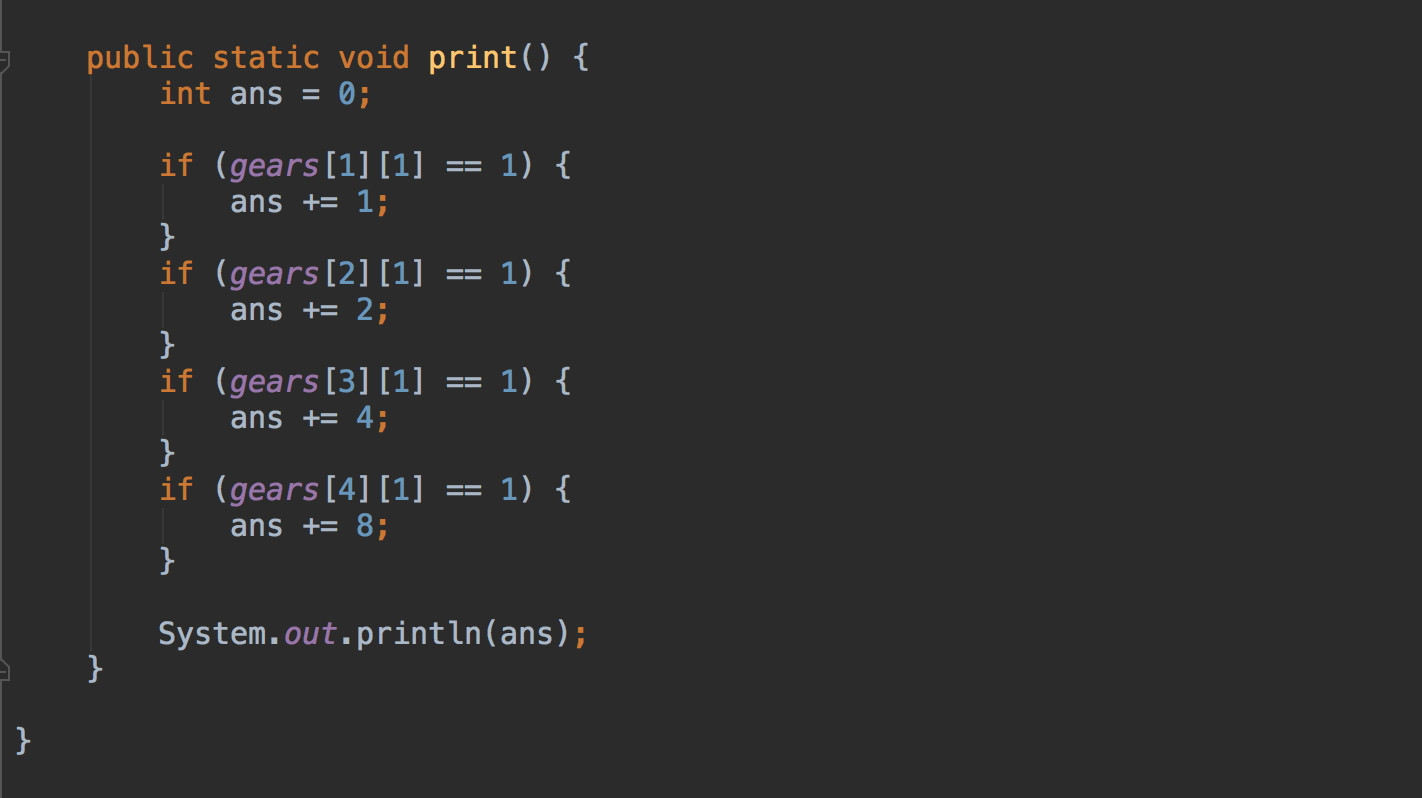 public static void print() {
    int ans = 0;

    if (gears[1][1] == 1) {
        ans += 1;
    }
    if (gears[2][1] == 1) {
        ans += 2;
    }
    if (gears[3][1] == 1) {
        ans += 4;
    }
    if (gears[4][1] == 1) {
        ans += 8;
    }

    System.out.println(ans);
}

}